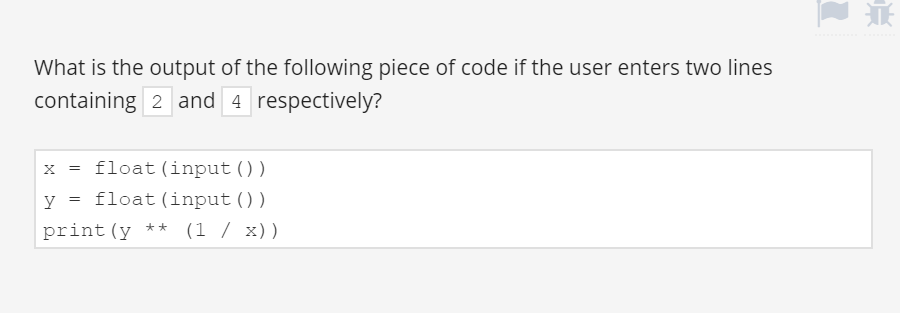 What is the output of the following piece of code if the user enters two lines
containing 2 and 4 respectively?
x = float(input())
y = float(input())
print(y ** (1 / x))